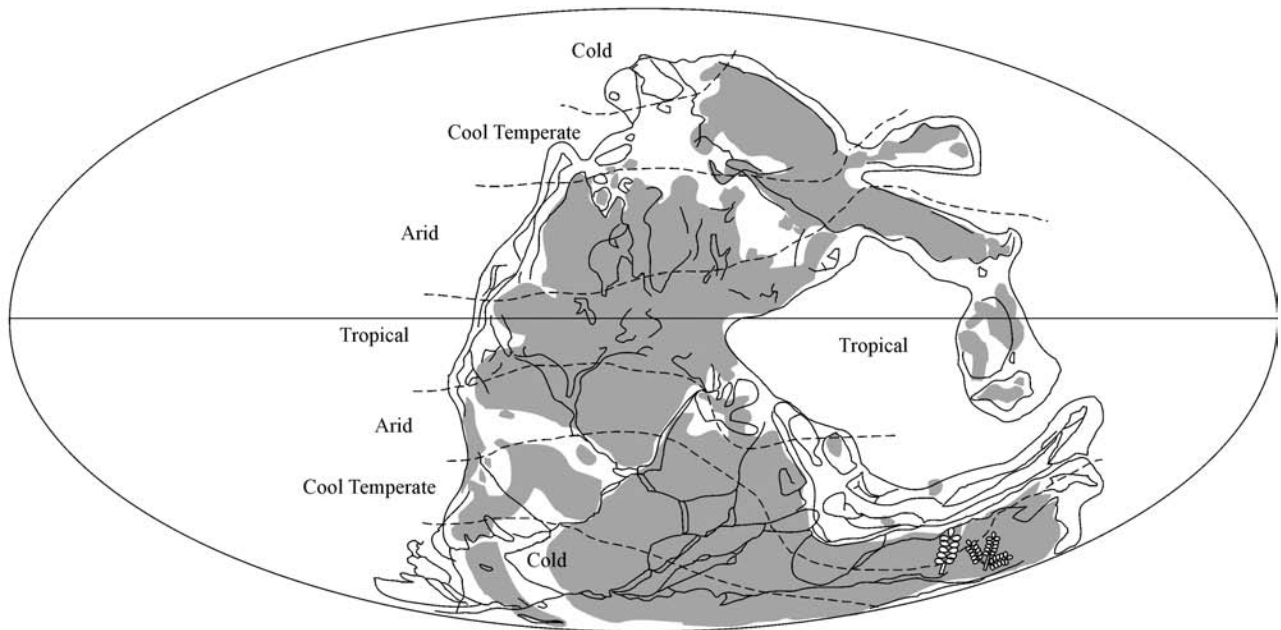 Cold
Cool Temperate
Arid
Tropical
Tropical
Arid
Cool Temperate
Cold